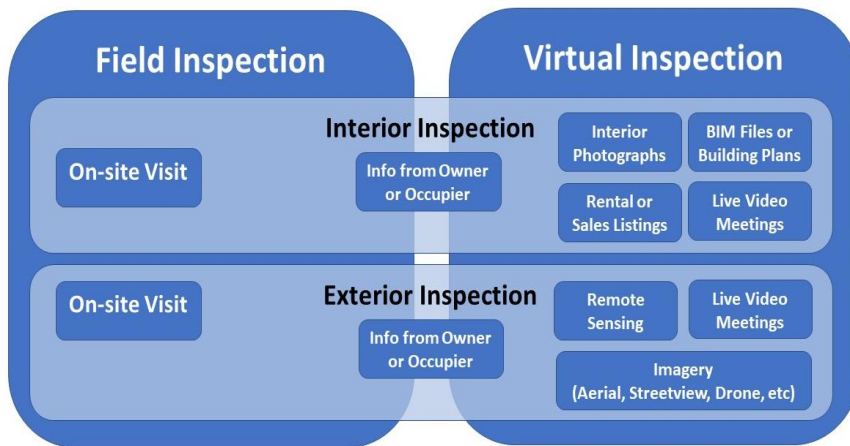 Field Inspection
Virtual Inspection
Interior Inspection
On-site Visit
Info from Owner
or Occupier
Interior
Photographs
BIM Files or
Building Plans
Rental or
Sales Listings
Live Video
Meetings
Exterior Inspection
On-site Visit
Info from Owner
or Occupier
Remote
Sensing
Live Video
Meetings
Imagery
(Aerial, Streetview, Drone, etc)